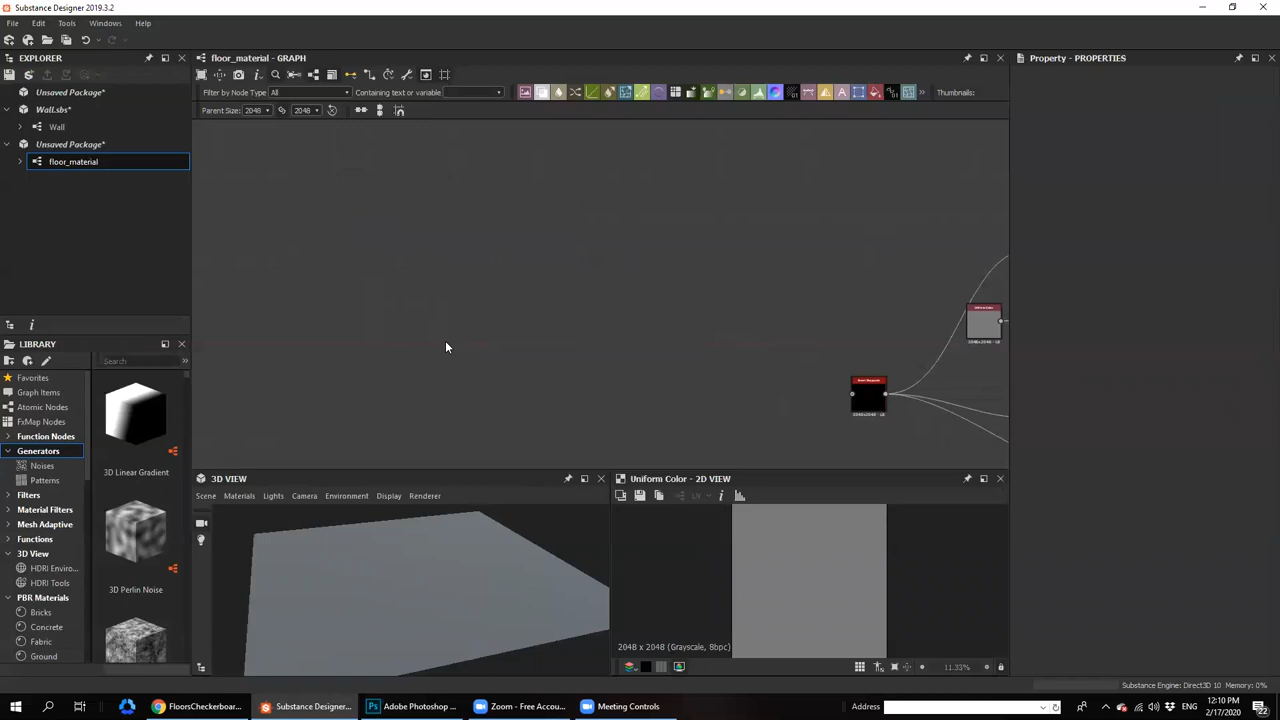 Substance Designer 2019.3.2
File Edit Tools Windows Help
EXPLORER
floor_material - GRAPH
Property - PROPERTIES
Unsaved Package*
Wall.sbs*
Wall
Unsaved Package*
floor_material
Filter by Node Type All
Containing text or variable
Thumbnails:
Parent Size: 2048 2048
LIBRARY
Search
Favorites
Graph Items
Atomic Nodes
FxMap Nodes
Function Nodes
Generators
Noises
Patterns
Filters
Material Filters
Mesh Adaptive
Functions
3D View
HDRI Enviro...
HDRI Tools
PBR Materials
Bricks
Concrete
Fabric
Ground
3D Linear Gradient
3D Perlin Noise
3D VIEW
Scene Materials Lights Camera Environment Display Renderer
Uniform Color - 2D VIEW
UV
2048 x 2048 (Grayscale, 8bpc)
11.33%
Substance Engine: Direct3D 10 Memory: 0%
FloorsCheckerboar...
Substance Designer...
Adobe Photoshop ...
Zoom - Free Accou...
Meeting Controls
Address
ENG
12:10 PM
2/17/2020
22